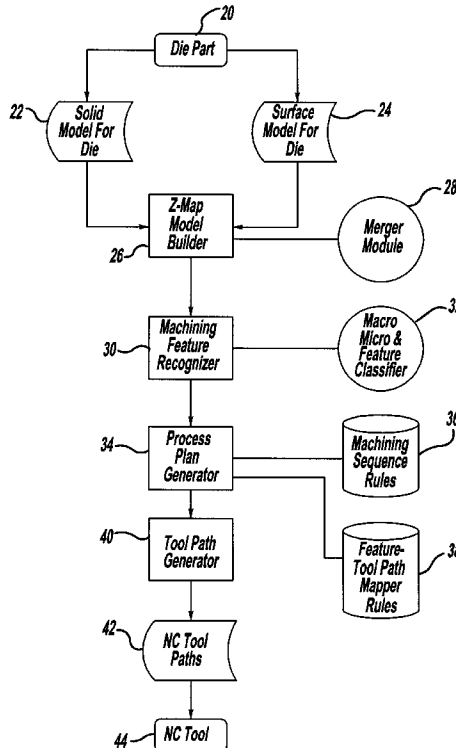 20
Die Part
22
Solid
Model For
Die
Surface
Model For
Die
24
Z-Map
Model
Builder
26
28
Merger
Module
30
Machining
Feature
Recognizer
Macro
Micro &
Feature
Classifier
34
Process
Plan
Generator
36
Machining
Sequence
Rules
40
Tool Path
Generator
38
Feature-
Tool Path
Mapper
Rules
42
NC Tool
Paths
44
NC Tool